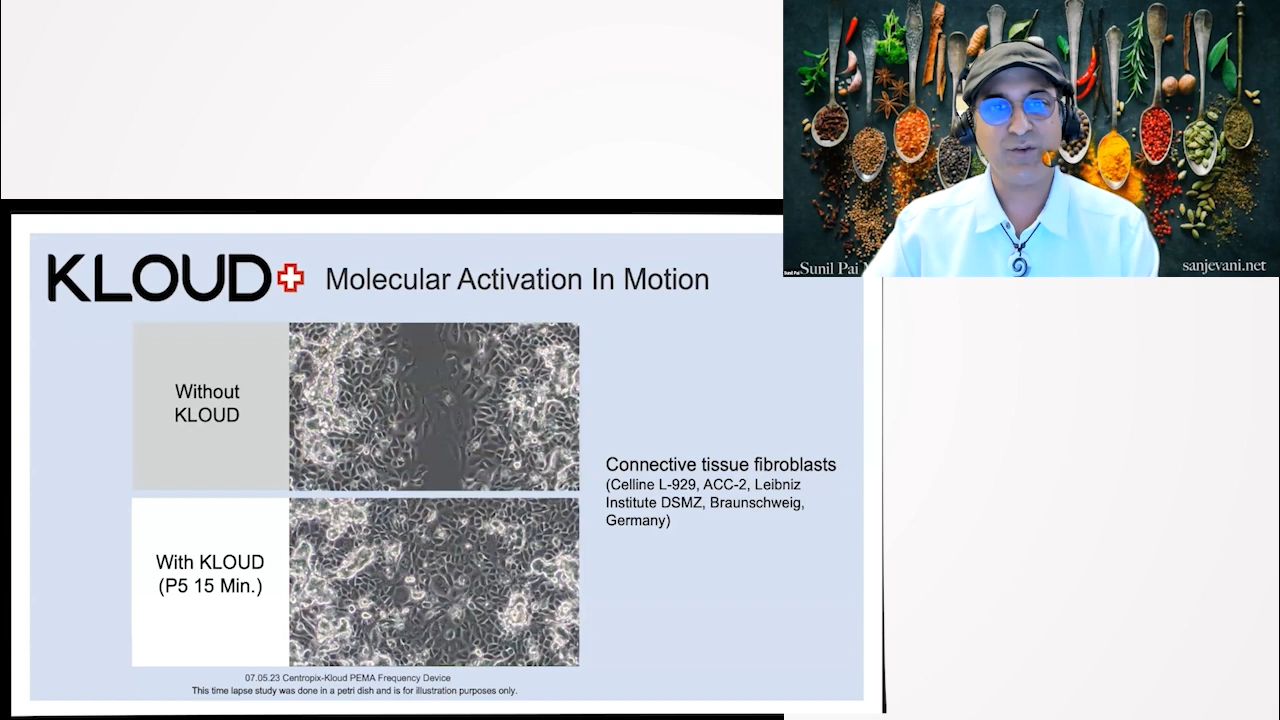 Sunil Pai
sanjevani.net
KLOUD
Molecular Activation In Motion
Without
KLOUD
With KLOUD
(P5 15 Min.)
Connective tissue fibroblasts
(Celline L-929, ACC-2, Leibniz
Institute DSMZ, Braunschweig,
Germany)
07.05.23 Centropix-Kloud PEMA Frequency Device
This time lapse study was done in a petri dish and is for illustration purposes only.